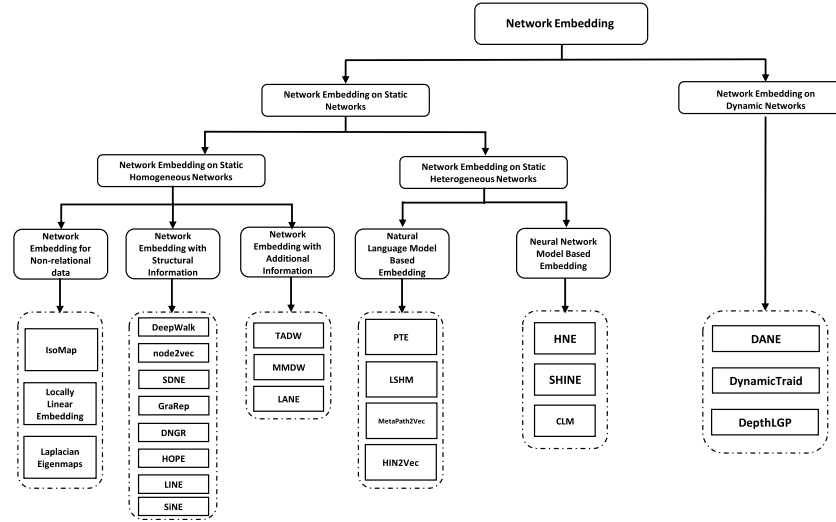 Network Embedding
Network Embedding on Static
Networks
Network Embedding on
Dynamic Networks
Network Embedding on Static
Homogeneous Networks
Network Embedding on Static
Heterogeneous Networks
Network
Embedding for
Non-relational
data
Network
Embedding with
Structural
Information
Network
Embedding with
Additional
Information
Natural
Language Model
Based
Embedding
Neural Network
Model Based
Embedding
IsoMap
Locally
Linear
Embedding
Laplacian
Eigenmaps
DeepWalk
node2vec
SDNE
GraRep
DNGR
HOPE
LINE
SiNE
TADW
MMDW
LANE
PTE
LSHM
MetaPath2Vec
HIN2Vec
HNE
SHINE
CLM
DANE
DynamicTraid
DepthLGP